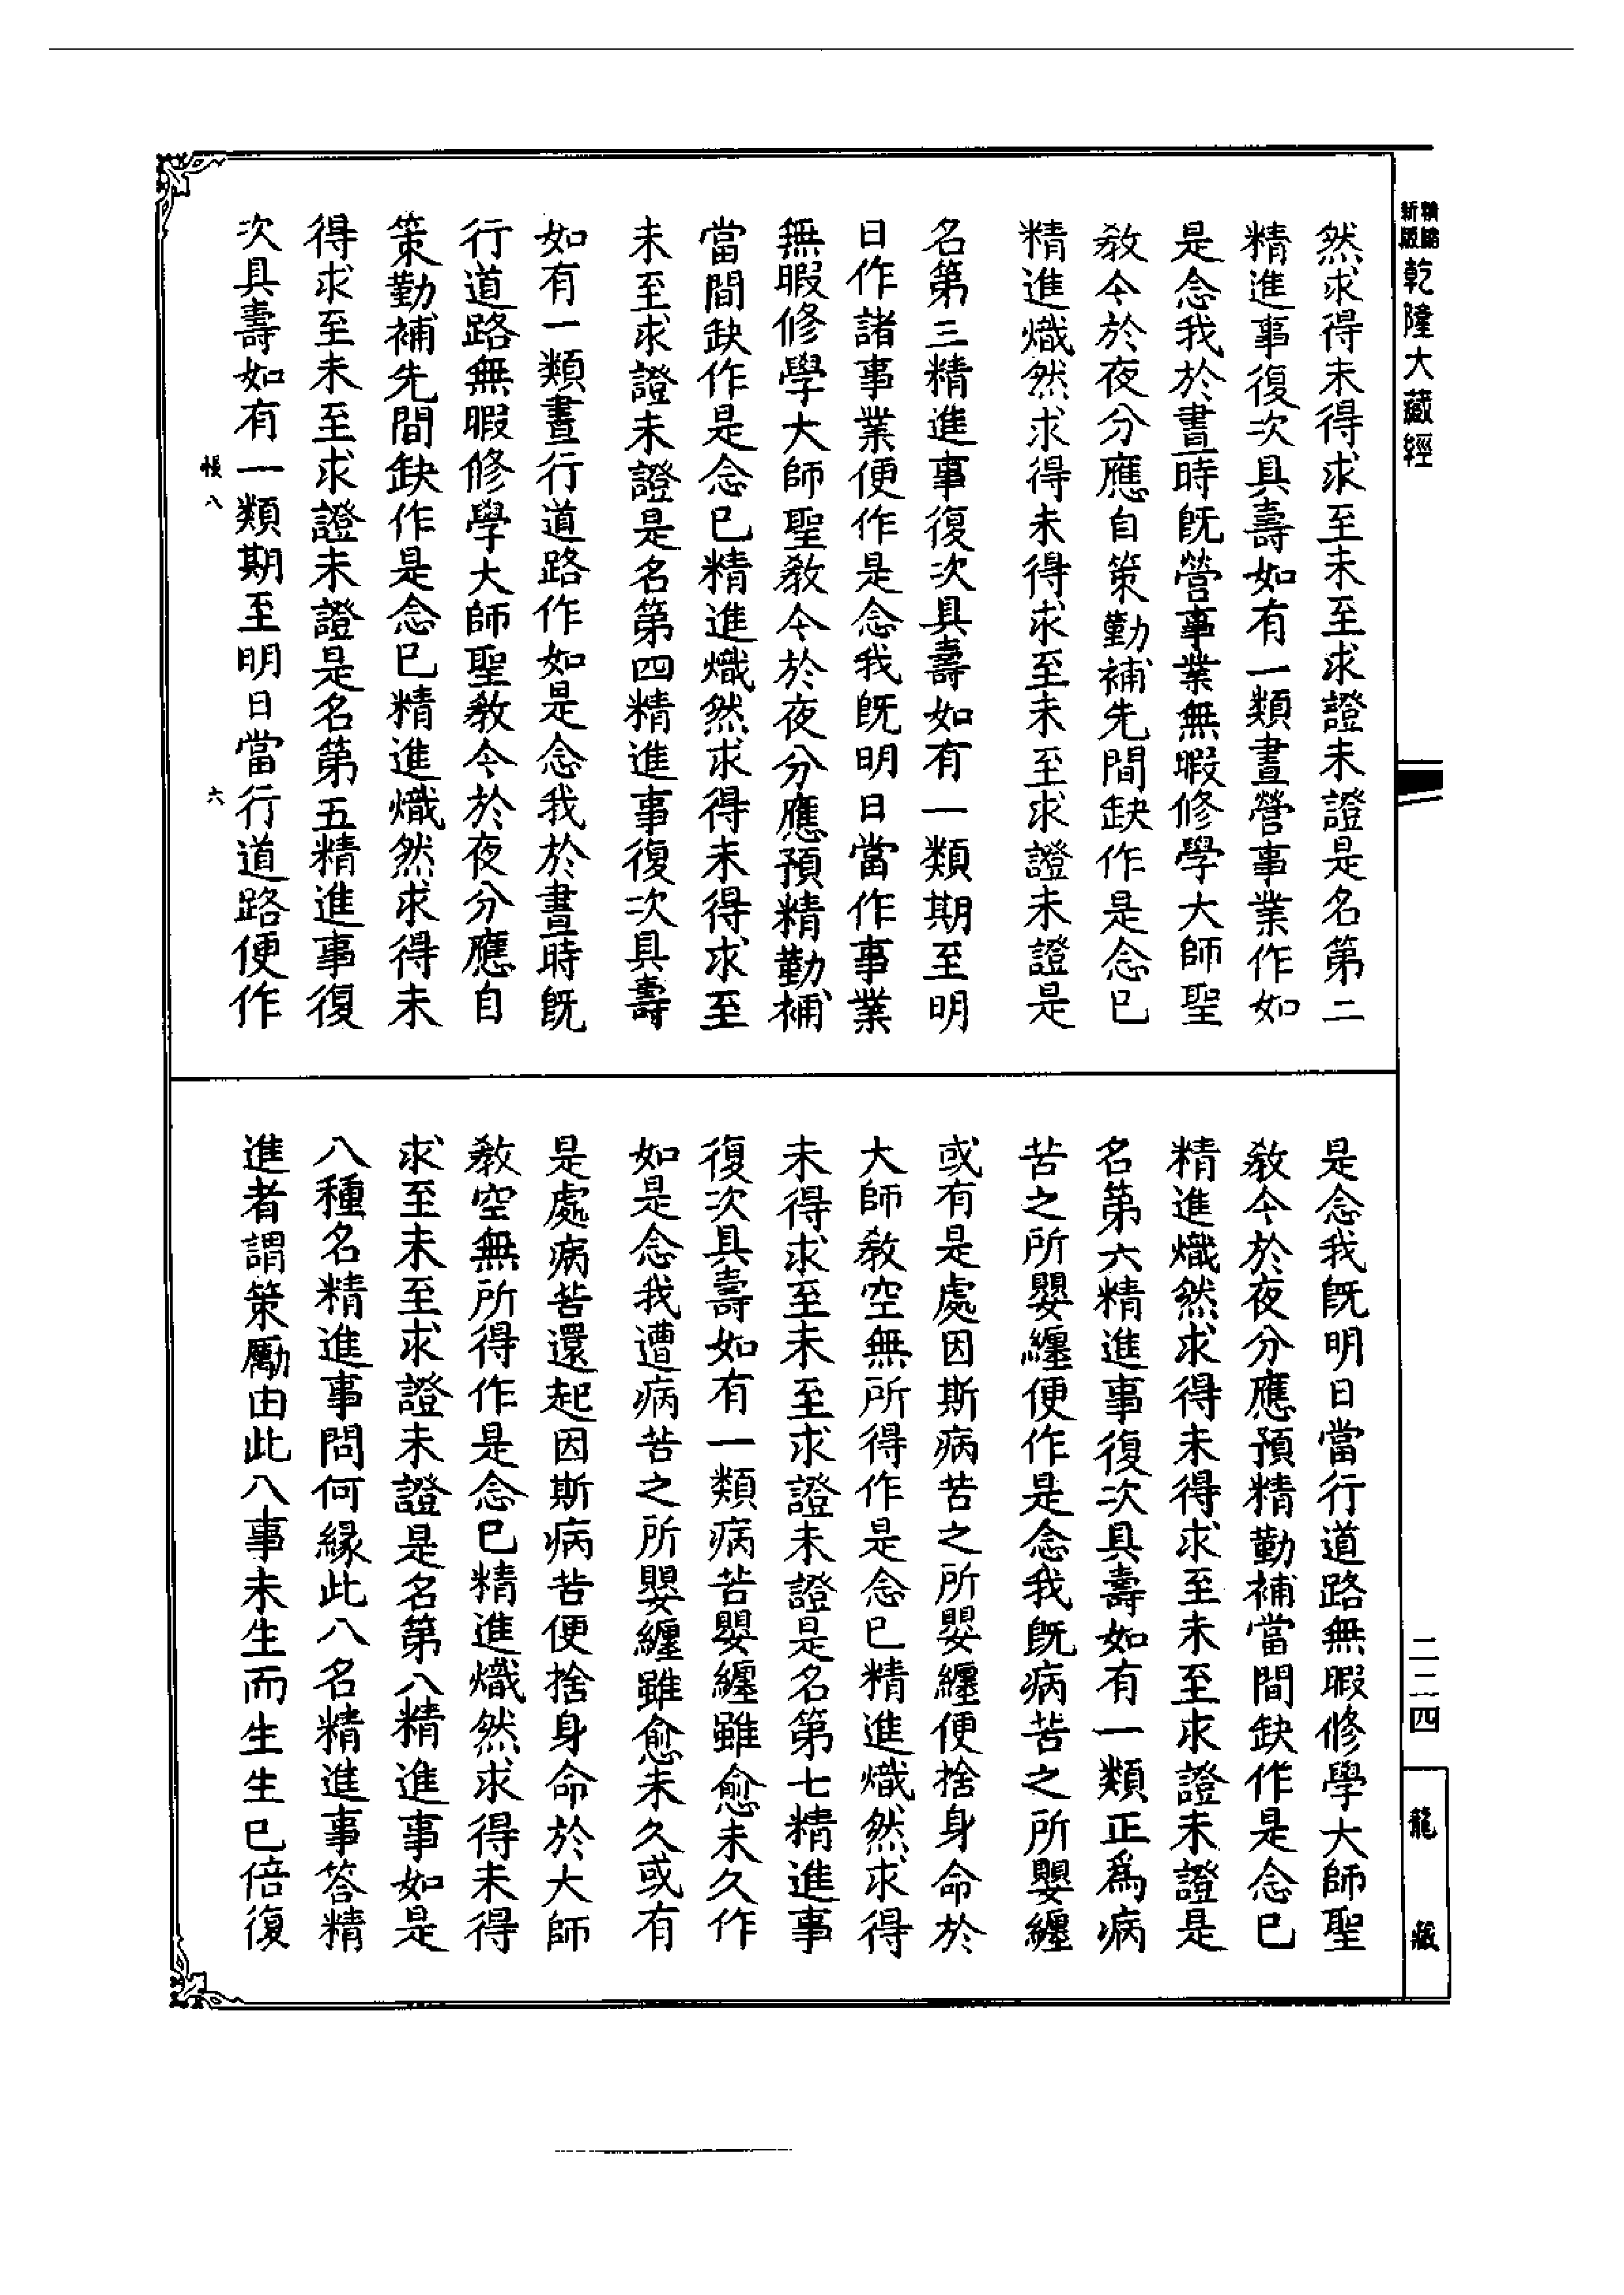 精縮
新版
乾隆大藏經
二二四
龍藏
然求得未得求至未至求證未證是名第二
精進事復次具壽如有一類晝營事業作如
是念我於晝時旣營事業無暇修學大師聖
敎今於夜分應自策勤補先間缺作是念已
精進熾然求得未得求至未至求證未證是
名第三精進事復次具壽如有一類期至明
日作諸事業便作是念我旣明日當作事業
無暇修學大師聖敎今於夜分應預精勤補
當間缺作是念已精進熾然求得未得求至
未至求證未證是名第四精進事復次具壽
如有一類晝行道路作如是念我於晝時旣
行道路無暇修學大師聖敎今於夜分應自
策勤補先間缺作是念已精進熾然求得未
得求至未至求證未證是名第五精進事復
次具壽如有一類期至明日當行道路便作
帳八 六
是念我旣明日當行道路無暇修學大師聖
敎今於夜分應預精勤補當間缺作是念已
精進熾然求得未得求至未至求證未證是
名第六精進事復次具壽如有一類正爲病
苦之所嬰纏便作是念我旣病苦之所嬰纏
或有是處因斯病苦之所嬰纏便捨身命於
大師敎空無所得作是念已精進熾然求得
未得求至未至求證未證是名第七精進事
復次具壽如有一類病苦嬰纏雖愈未久作
如是念我遭病苦之所嬰纏雖愈未久或有
是處病苦還起因斯病苦便捨身命於大師
敎空無所得作是念已精進熾然求得未得
求至未至求證未證是名第八精進事如是
八種名精進事問何緣此八名精進事答精
進者謂策勵由此八事未生而生生已倍復